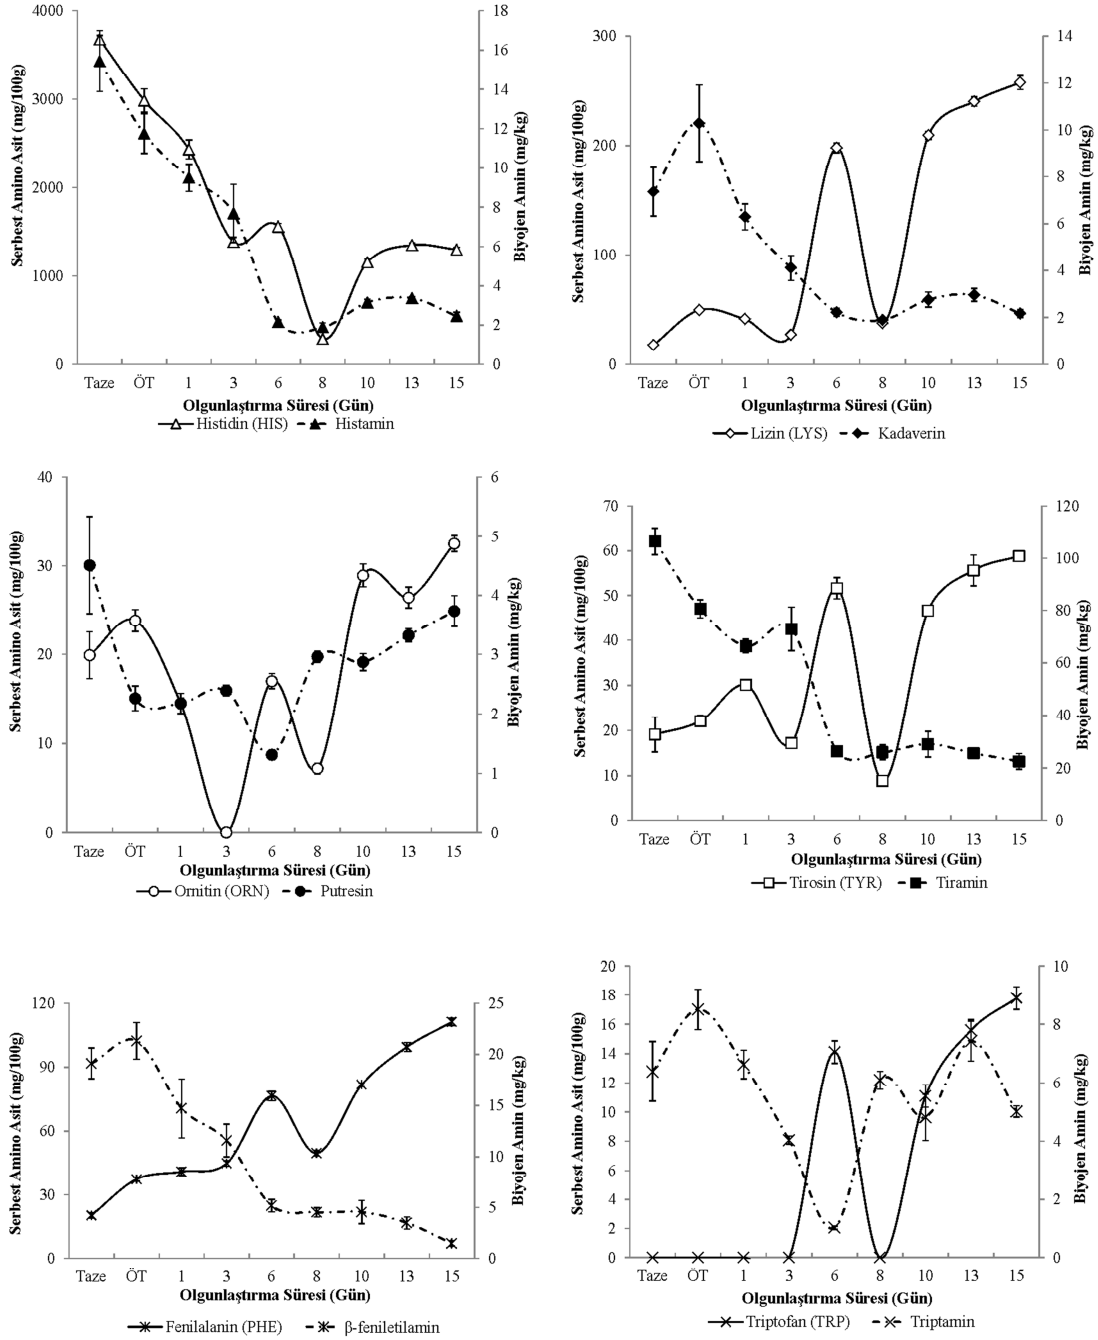 4000
3000
2000
1000
0
Serbest Amino Asit (mg/100g)
18
16
14
12
10
8
6
4
2
0
Biyojen Amin (mg/kg)
Taze ÖT 1 3 6 8 10 13 15
Olgunlaştırma Süresi (Gün)
Histidin (HIS) Histamin
300
200
100
0
Serbest Amino Asit (mg/100g)
14
12
10
8
6
4
2
0
Biyojen Amin (mg/kg)
Taze ÖT 1 3 6 8 10 13 15
Olgunlaştırma Süresi (Gün)
Lizin (LYS) Kadaverin
40
30
20
10
0
Serbest Amino Asit (mg/100g)
6
5
4
3
2
1
0
Biyojen Amin (mg/kg)
Taze ÖT 1 3 6 8 10 13 15
Olgunlaştırma Süresi (Gün)
Ornitin (ORN) Putresin
70
60
50
40
30
20
10
0
Serbest Amino Asit (mg/100g)
120
100
80
60
40
20
0
Biyojen Amin (mg/kg)
Taze ÖT 1 3 6 8 10 13 15
Olgunlaştırma Süresi (Gün)
Tirosin (TYR) Tiramin
120
90
60
30
0
Serbest Amino Asit (mg/100g)
25
20
15
10
5
0
Biyojen Amin (mg/kg)
Taze ÖT 1 3 6 8 10 13 15
Olgunlaştırma Süresi (Gün)
Fenilalanin (PHE) β-feniletilamin
20
18
16
14
12
10
8
6
4
2
0
Serbest Amino Asit (mg/100g)
10
8
6
4
2
0
Biyojen Amin (mg/kg)
Taze ÖT 1 3 6 8 10 13 15
Olgunlaştırma Süresi (Gün)
Triptofan (TRP) Triptamin